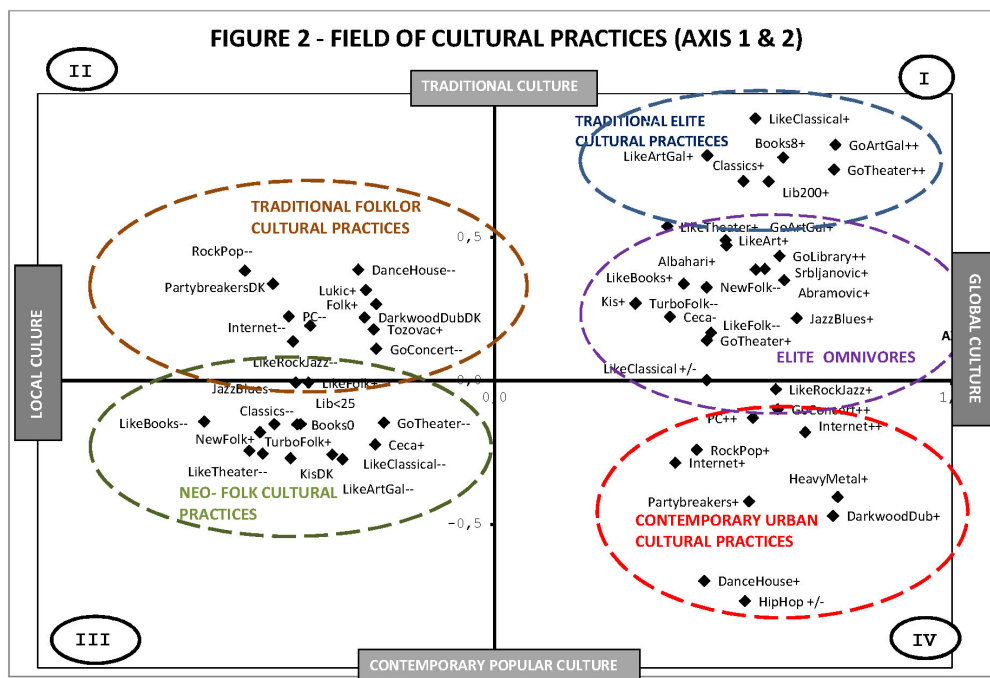 FIGURE 2 - FIELD OF CULTURAL PRACTICES (AXIS 1 & 2)
II
I
TRADITIONAL CULTURE
TRADITIONAL ELITE
CULTURAL PRACTIECES
LikeClassical+
Books8+
GoArtGal++
LikeArtGal+
Classics+
GoTheater++
Lib200+
TRADITIONAL FOLKLOR
CULTURAL PRACTICES
0,5
LikeTheater+
GoArtGal+
LikeArt+
RockPop--
DanceHouse--
Albahari+
GoLibrary++
Srbljanovic+
PartybreakersDK
Lukic+
Folk+
LikeBooks+
NewFolk--
Abramovic+
Kis+
TurboFolk--
PC--
DarkwoodDubDK
Ceca-
JazzBlues+
Internet--
Tozovac+
LikeFolk--
GoTheater+
GoConcert--
ELITE OMNIVORES
LOCAL CULURE
GLOBAL CULTURE
A
LikeRockJazz--
LikeClassical +/-
JazzBlues--
LikeFolk+
0,0
1,
LikeRockJazz+
Lib<25
GoConcert++
Classics--
Books0
LikeBooks--
GoTheater--
PC++
Internet++
NewFolk+
TurboFolk+
Ceca+
RockPop+
LikeTheater--
KisDK
LikeClassical--
Internet+
LikeArtGal--
HeavyMetal+
NEO- FOLK CULTURAL
PRACTICES
Partybreakers+
-0,5
DarkwoodDub+
CONTEMPORARY URBAN
CULTURAL PRACTICES
DanceHouse+
HipHop +/-
III
IV
CONTEMPORARY POPULAR CULTURE